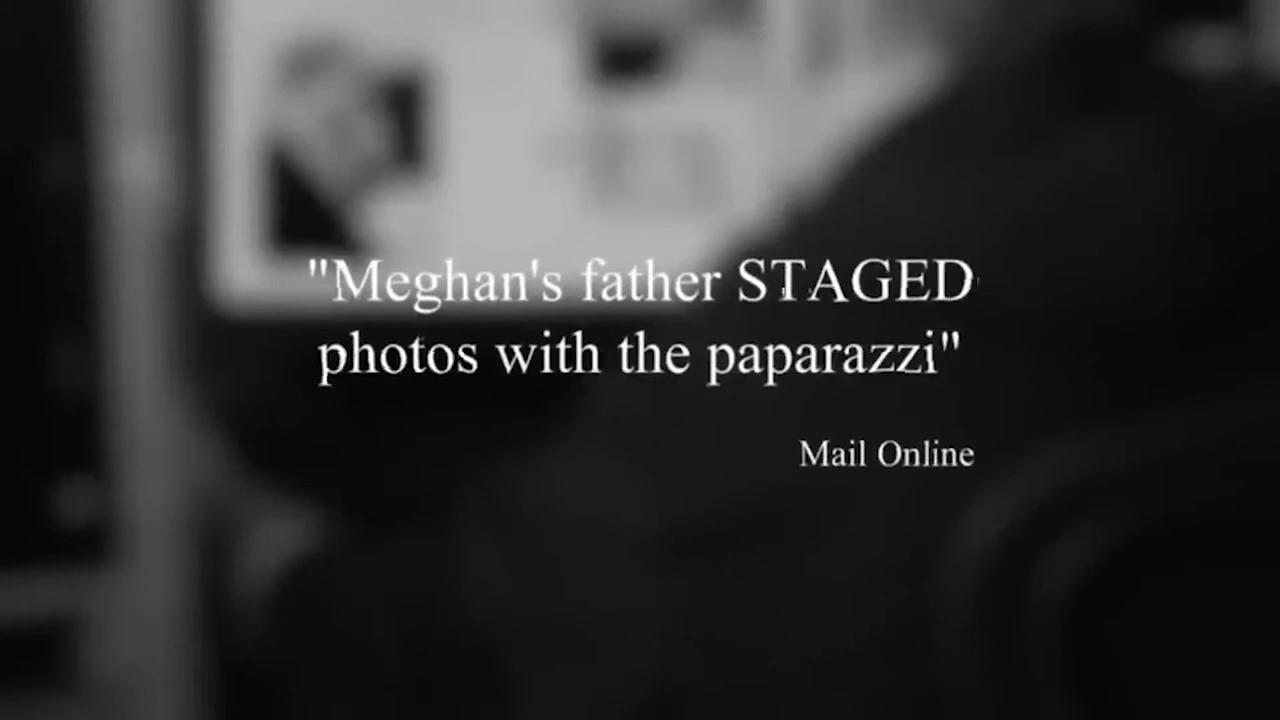 "Meghan's father STAGED
photos with the paparazzi"
Mail Online